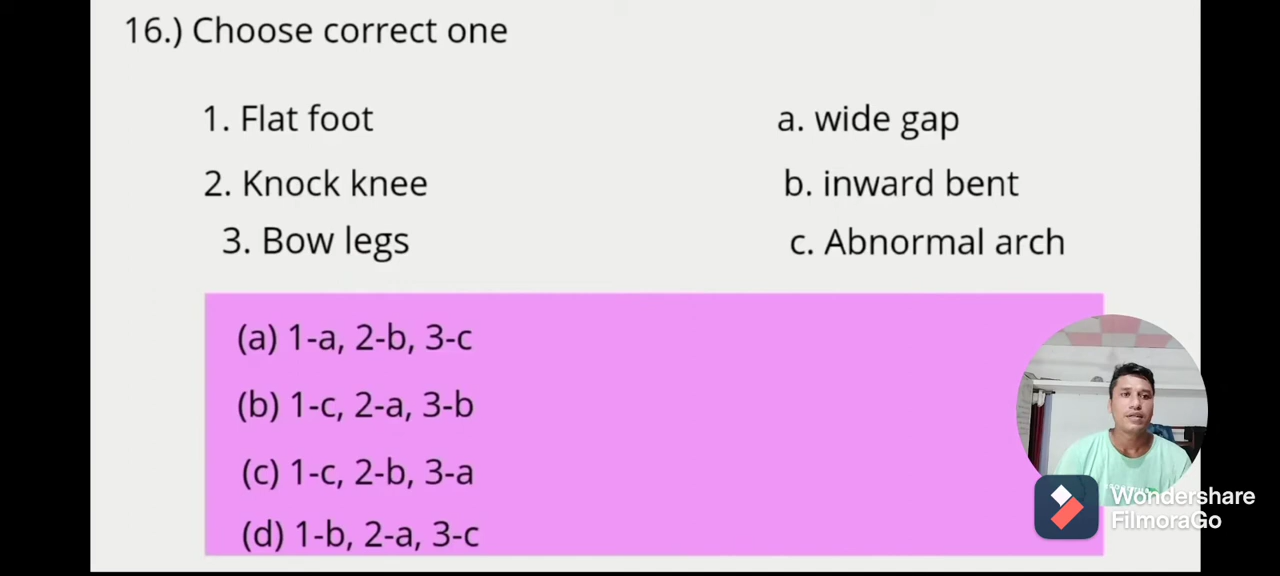 16.) Choose correct one
1. Flat foot a. wide gap
2. Knock knee b. inward bent
3. Bow legs c. Abnormal arch
(a) 1-a, 2-b, 3-c
(b) 1-c, 2-a, 3-b
(c) 1-c, 2-b, 3-a
(d) 1-b, 2-a, 3-c
Wondershare
FilmoraGo